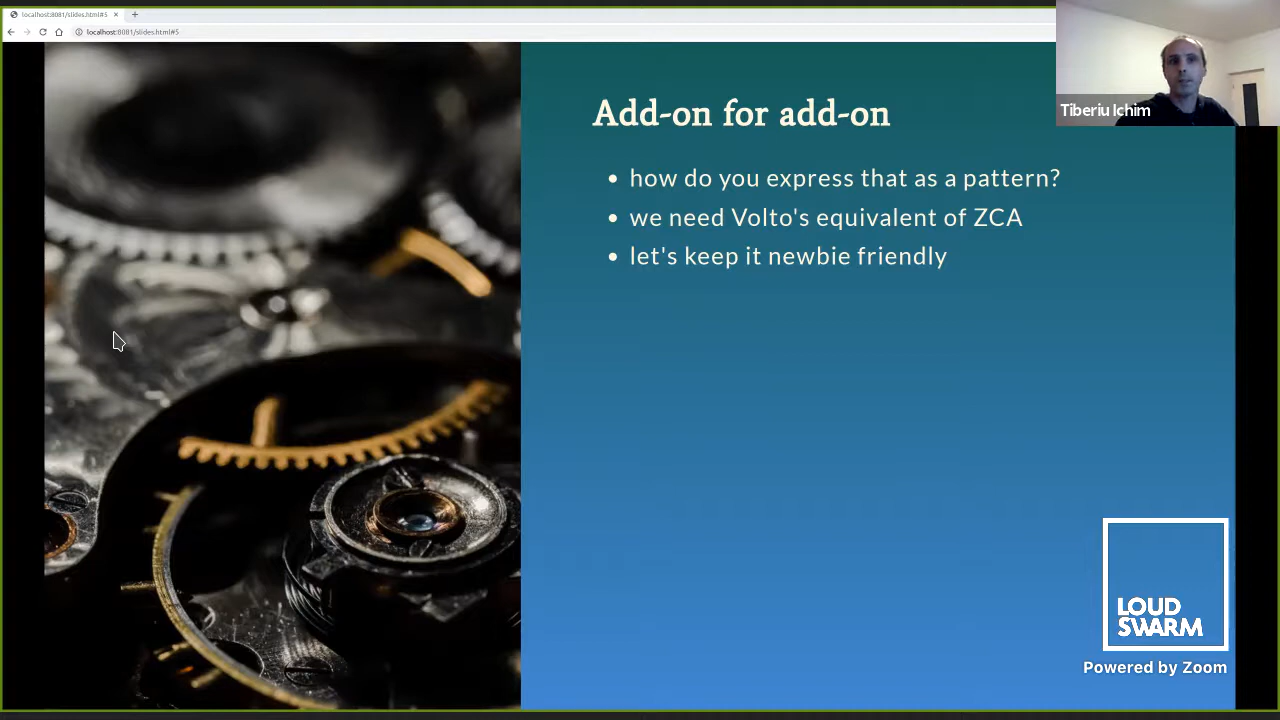 localhost:8081/slides.html#5
localhost:8081/slides.html#5
Tiberiu Ichim
Add-on for add-on
how do you express that as a pattern?
we need Volto's equivalent of ZCA
let's keep it newbie friendly
LOUD
SWARM
Powered by Zoom